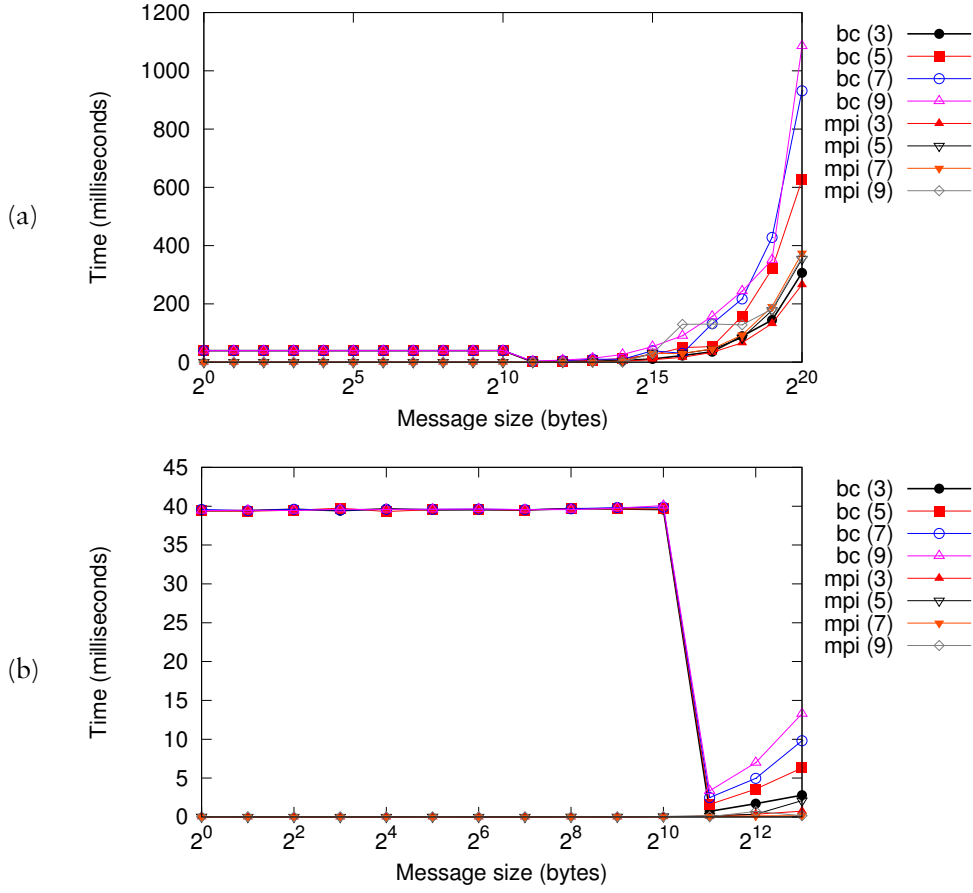 (a)
Time (milliseconds)
1200
1000
800
600
400
200
0
2^0 2^5 2^10 2^15 2^20
Message size (bytes)
bc (3)
bc (5)
bc (7)
bc (9)
mpi (3)
mpi (5)
mpi (7)
mpi (9)
(b)
Time (milliseconds)
45
40
35
30
25
20
15
10
5
0
2^0 2^2 2^4 2^6 2^8 2^10 2^12
Message size (bytes)
bc (3)
bc (5)
bc (7)
bc (9)
mpi (3)
mpi (5)
mpi (7)
mpi (9)